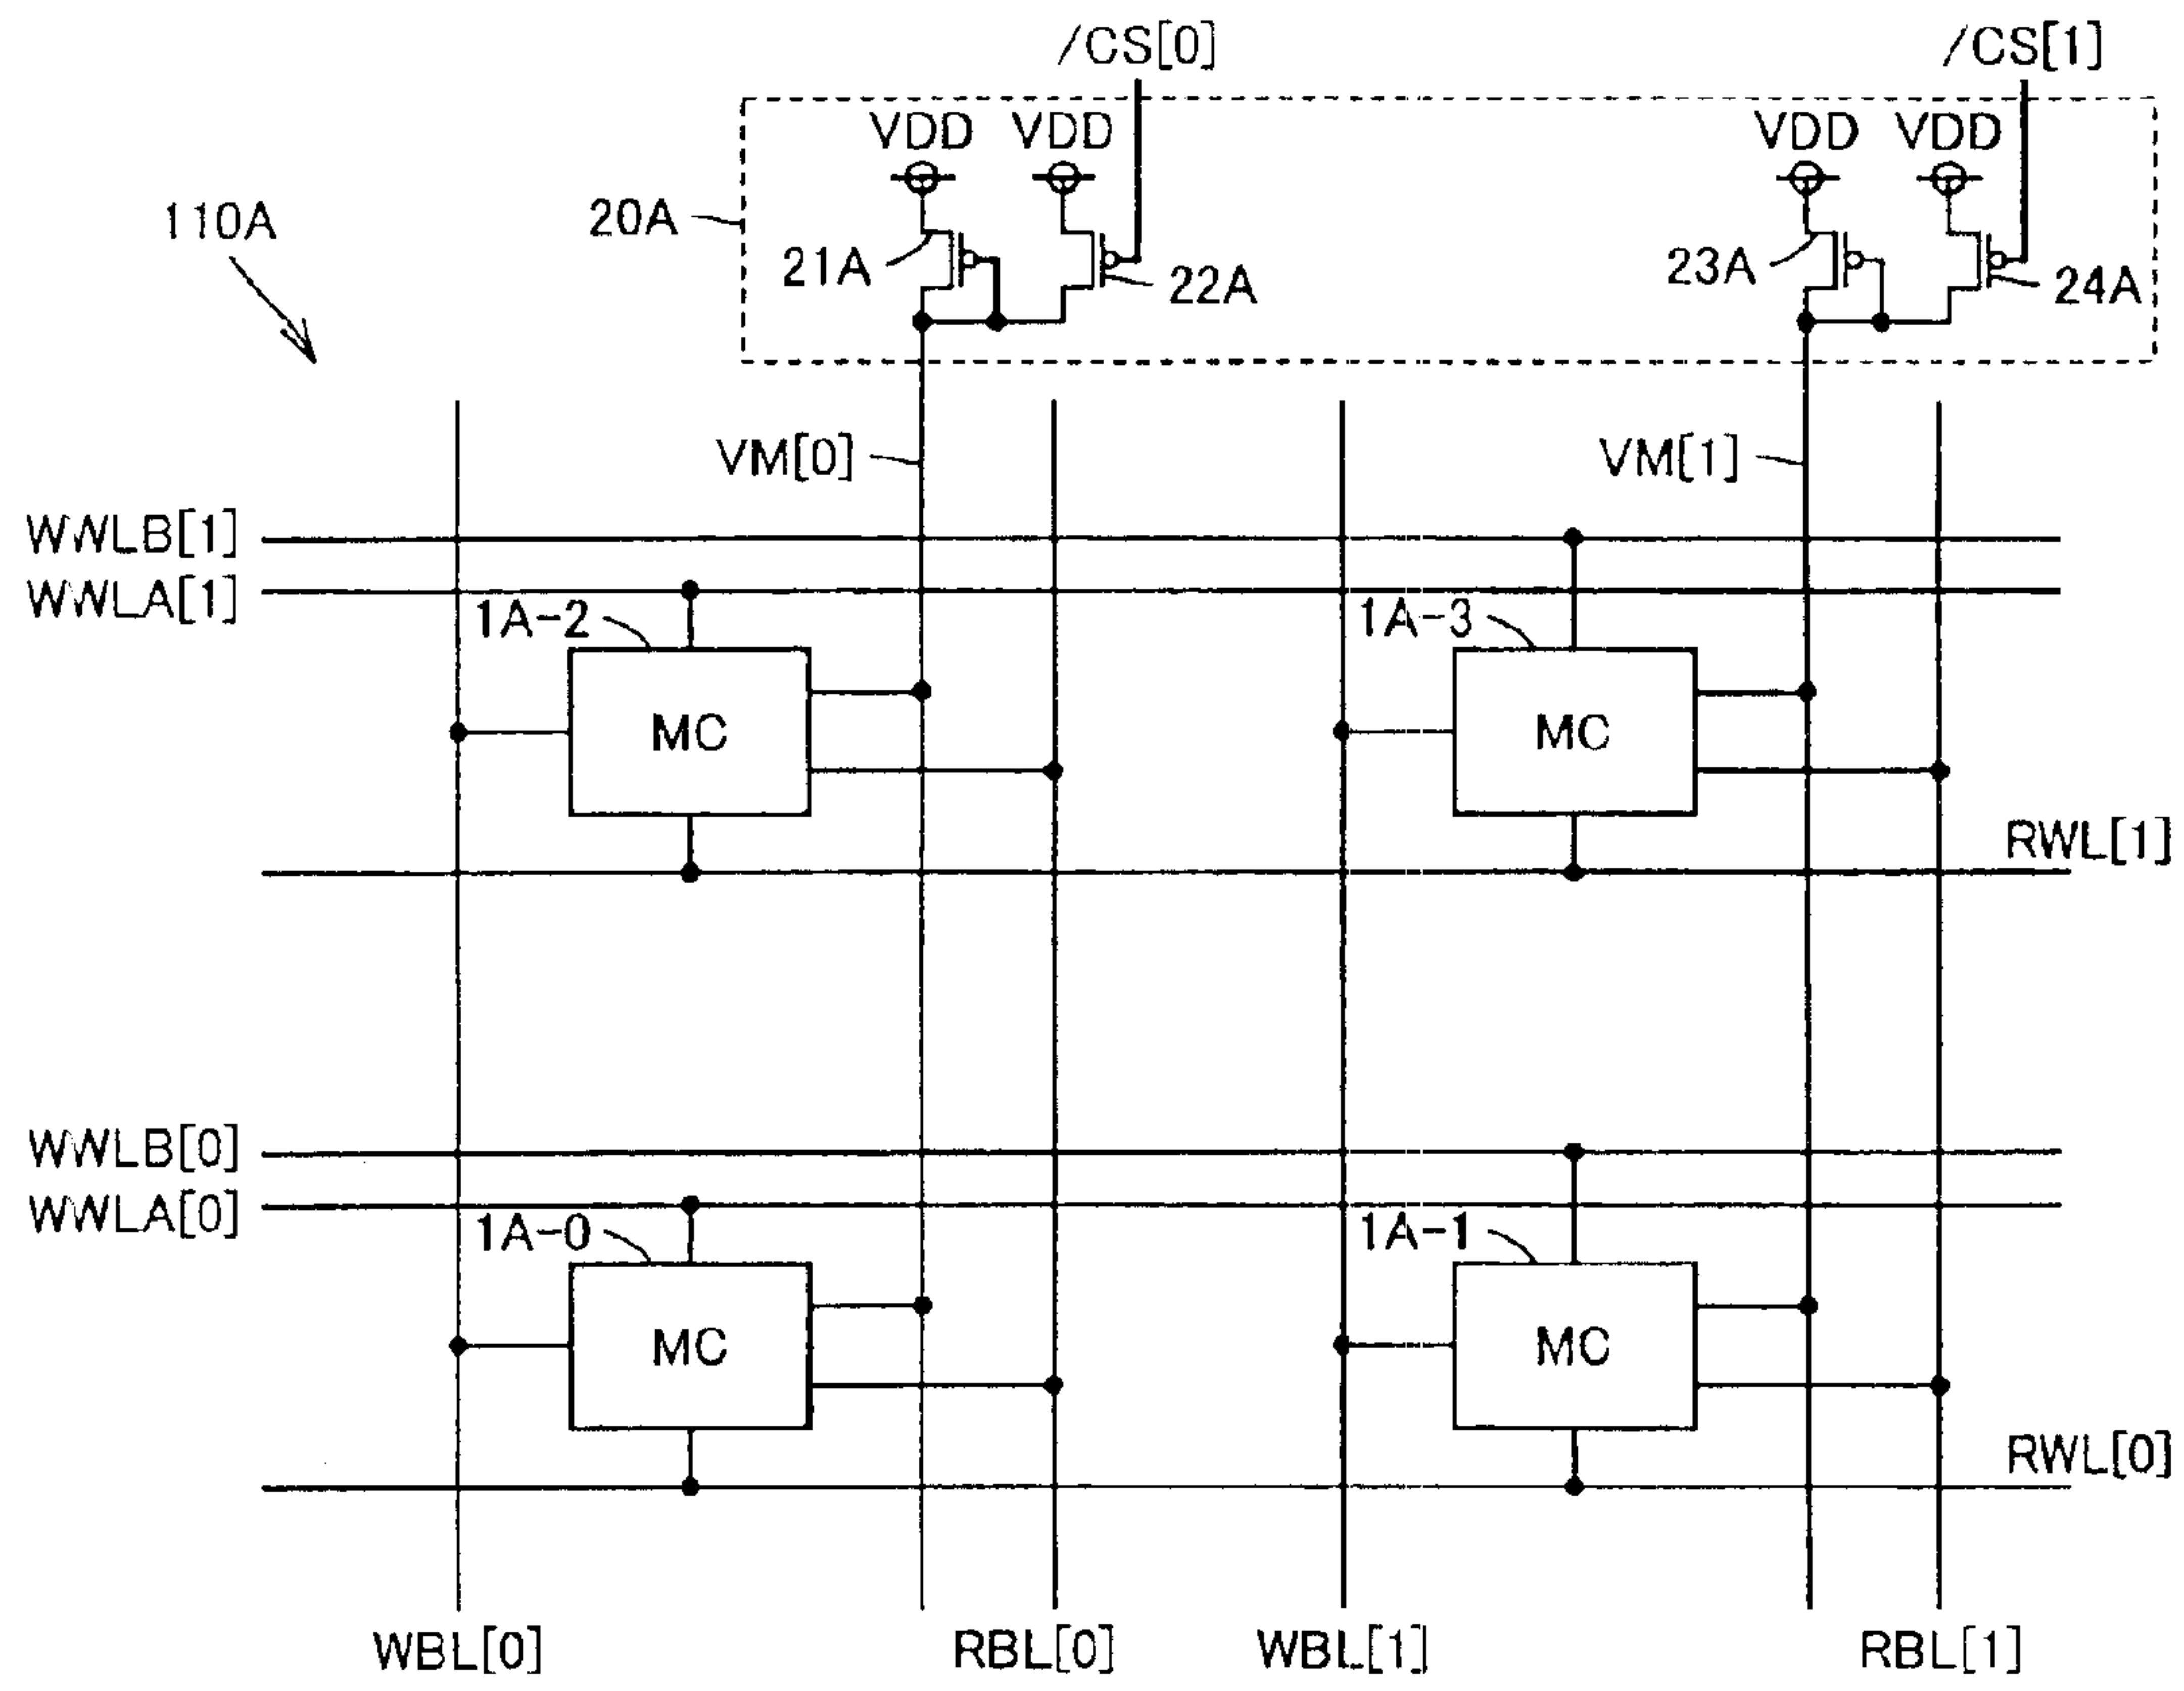 /CS[0] /CS[1]
VDD VDD VDD VDD
110A 20A
21A 22A 23A 24A
VM[0] VM[1]
WWLB[1]
WWLA[1]
1A-2 1A-3
MC MC
RWL[1]
WWLB[0]
WWLA[0]
1A-0 1A-1
MC MC
RWL[0]
WBL[0] RBL[0] WBL[1] RBL[1]